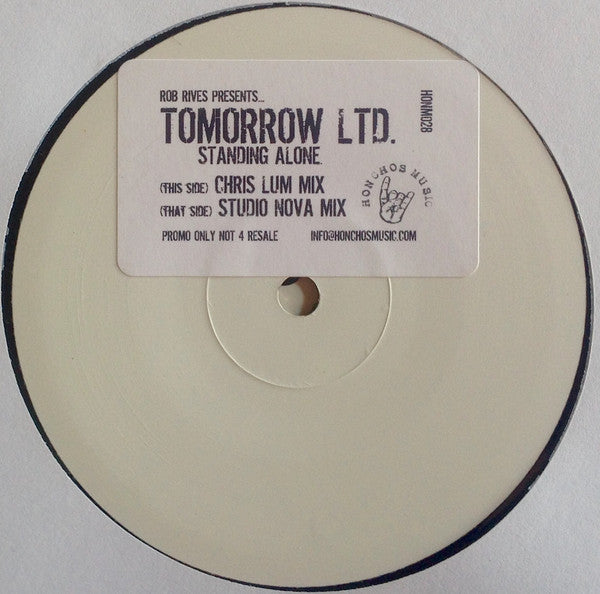 ROB RIVES PRESENTS...
TOMORROW LTD.
STANDING ALONE.
(THIS SIDE) CHRIS LUM MIX
(THAT SIDE) STUDIO NOVA MIX
PROMO ONLY NOT 4 RESALE INFO@HONCHOSMUSIC.COM
HONM028
HONCHOS MUSIC